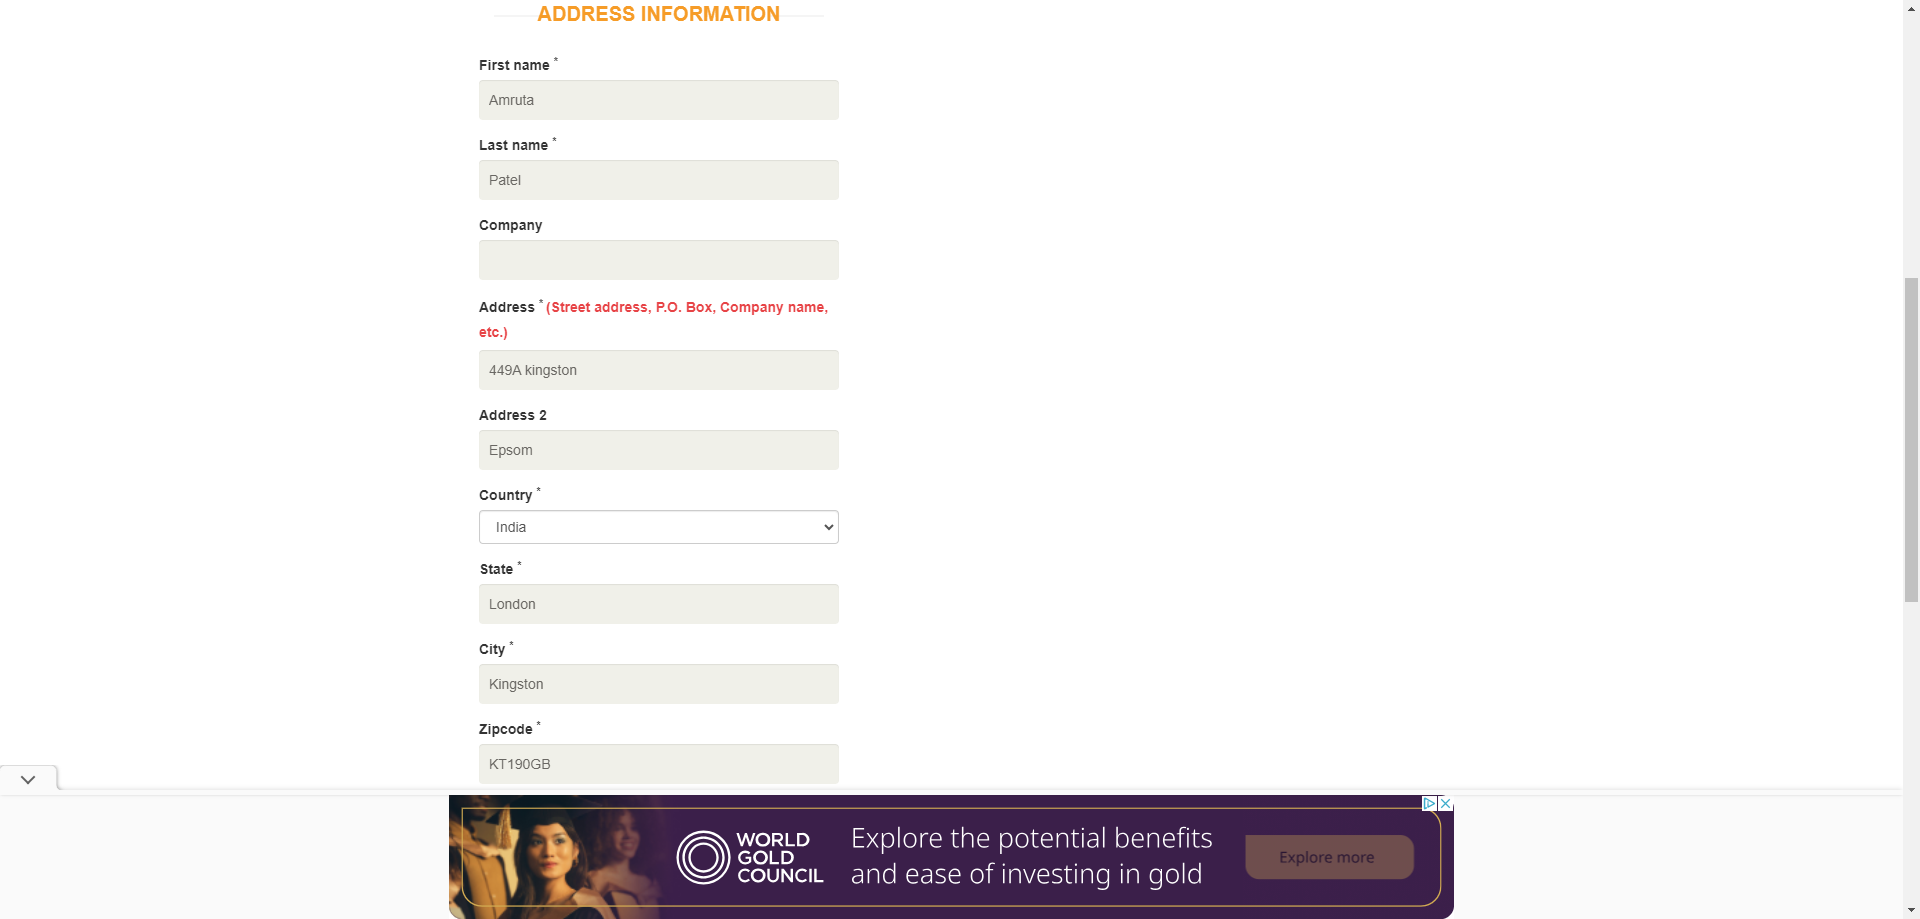 ADDRESS INFORMATION
First name *
Amruta
Last name *
Patel
Company
Address * (Street address, P.O. Box, Company name,
etc.)
449A kingston
Address 2
Epsom
Country *
India
State *
London
City *
Kingston
Zipcode *
KT190GB
WORLD
GOLD
COUNCIL
Explore the potential benefits
and ease of investing in gold
Explore more